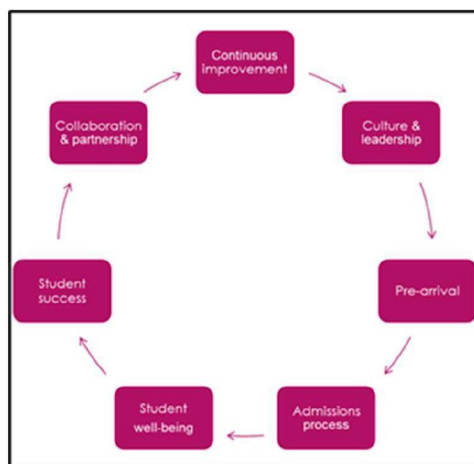 Continuous
improvement
Culture &
leadership
Pre-arrival
Admissions
process
Student
well-being
Student
success
Collaboration
& partnership